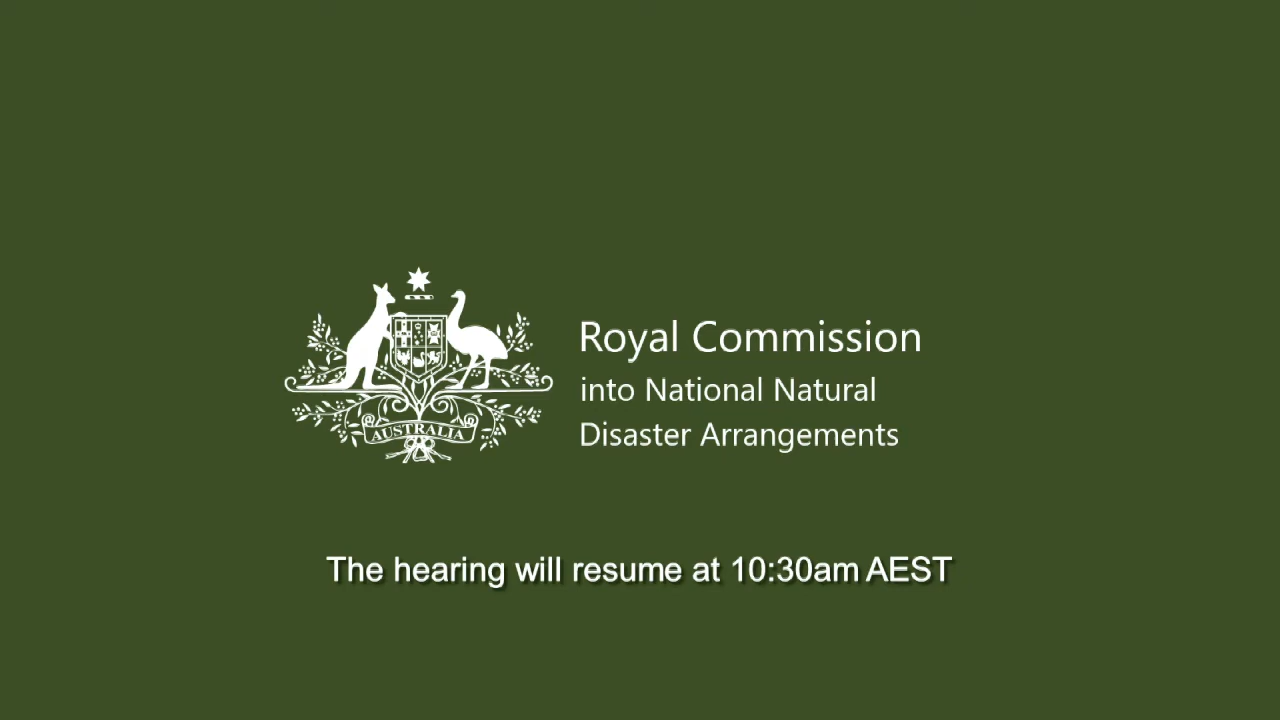 AUSTRALIA
Royal Commission
into National Natural
Disaster Arrangements
The hearing will resume at 10:30am AEST